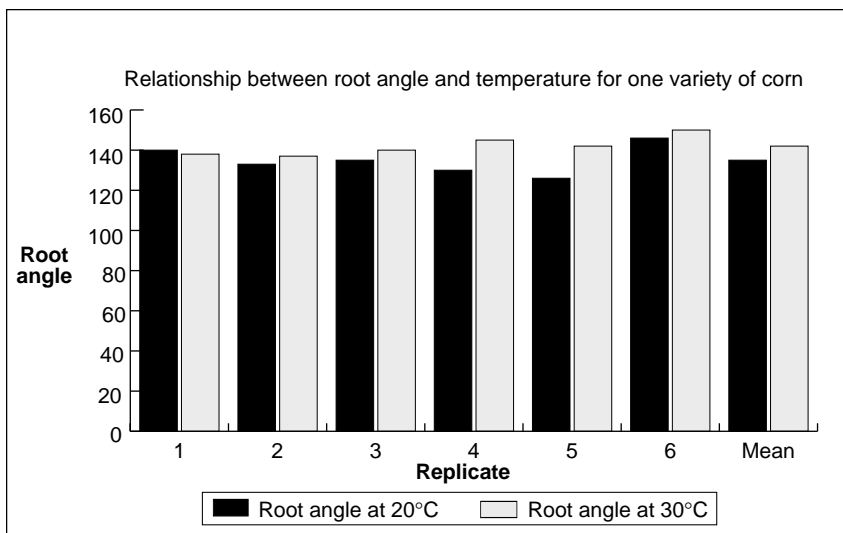 Relationship between root angle and temperature for one variety of corn
160
140
120
100
80
60
40
20
0
Root
angle
1 2 3 4 5 6 Mean
Replicate
Root angle at 20°C Root angle at 30°C